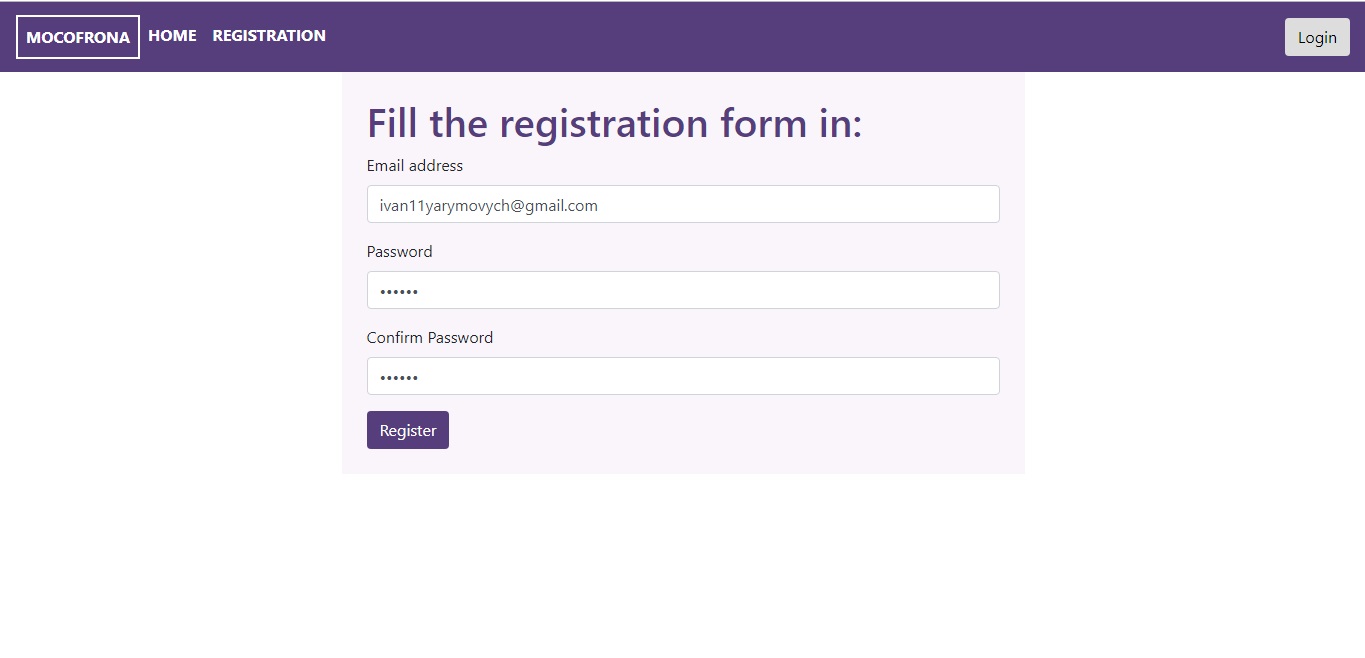 MOCOFRONA HOME REGISTRATION Login
Fill the registration form in:
Email address
ivan11yarymovych@gmail.com
Password
••••••
Confirm Password
••••••
Register